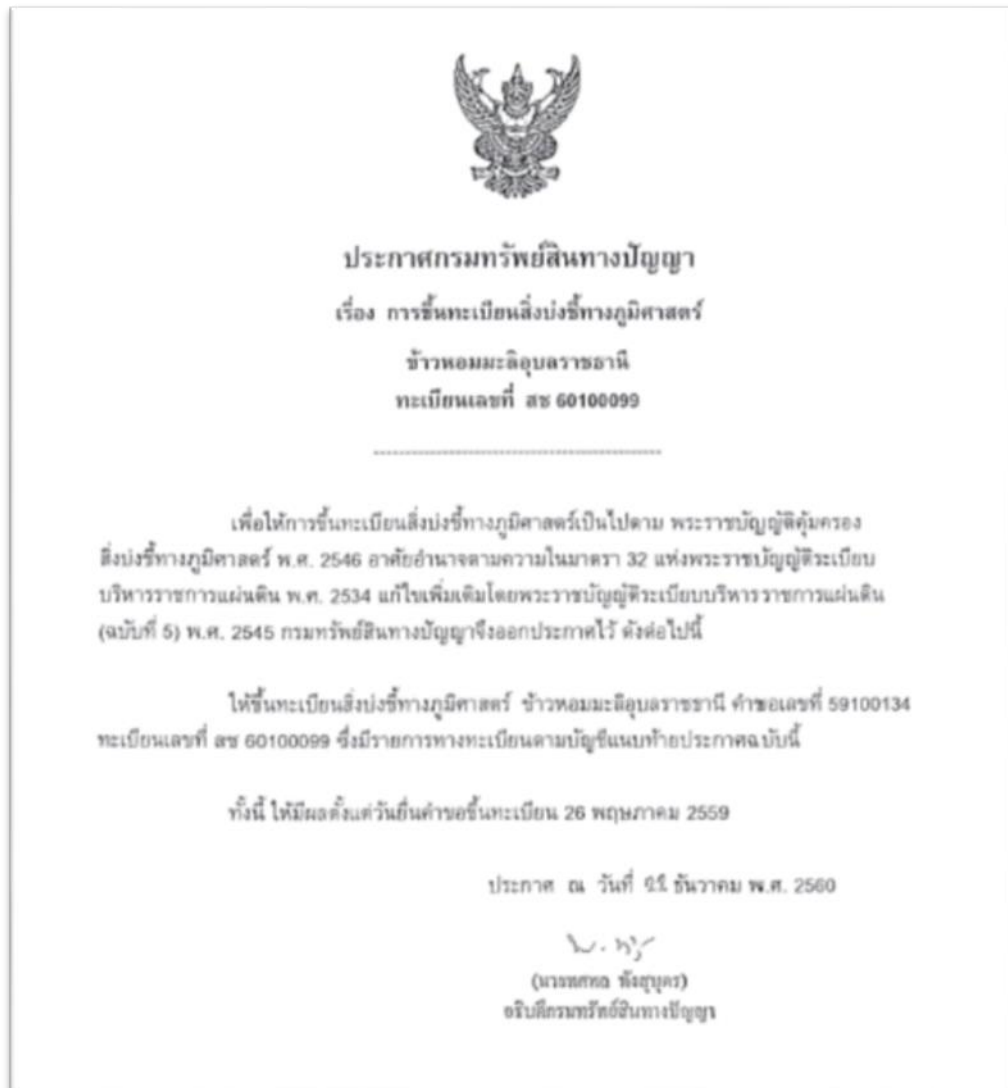 ประกาศกรมทรัพย์สินทางปัญญา
เรื่อง การขึ้นทะเบียนสิ่งบ่งชี้ทางภูมิศาสตร์
ข้าวหอมมะลิอุบลราชธานี
ทะเบียนเลขที่ สช 60100099
เพื่อให้การขึ้นทะเบียนสิ่งบ่งชี้ทางภูมิศาสตร์เป็นไปตาม พระราชบัญญัติคุ้มครอง
สิ่งบ่งชี้ทางภูมิศาสตร์ พ.ศ. 2546 อาศัยอำนาจตามความในมาตรา 32 แห่งพระราชบัญญัติระเบียบ
บริหารราชการแผ่นดิน พ.ศ. 2534 แก้ไขเพิ่มเติมโดยพระราชบัญญัติระเบียบบริหารราชการแผ่นดิน
(ฉบับที่ 5) พ.ศ. 2545 กรมทรัพย์สินทางปัญญาจึงออกประกาศไว้ ดังต่อไปนี้
ให้ขึ้นทะเบียนสิ่งบ่งชี้ทางภูมิศาสตร์ ข้าวหอมมะลิอุบลราชธานี คำขอเลขที่ 59100134
ทะเบียนเลขที่ สช 60100099 ซึ่งมีรายการทางทะเบียนตามบัญชีแนบท้ายประกาศฉบับนี้
ทั้งนี้ ให้มีผลตั้งแต่วันยื่นคำขอขึ้นทะเบียน 26 พฤษภาคม 2559
ประกาศ ณ วันที่ ธันวาคม พ.ศ. 2560
(นายทศพล ทังสุบุตร)
อธิบดีกรมทรัพย์สินทางปัญญา